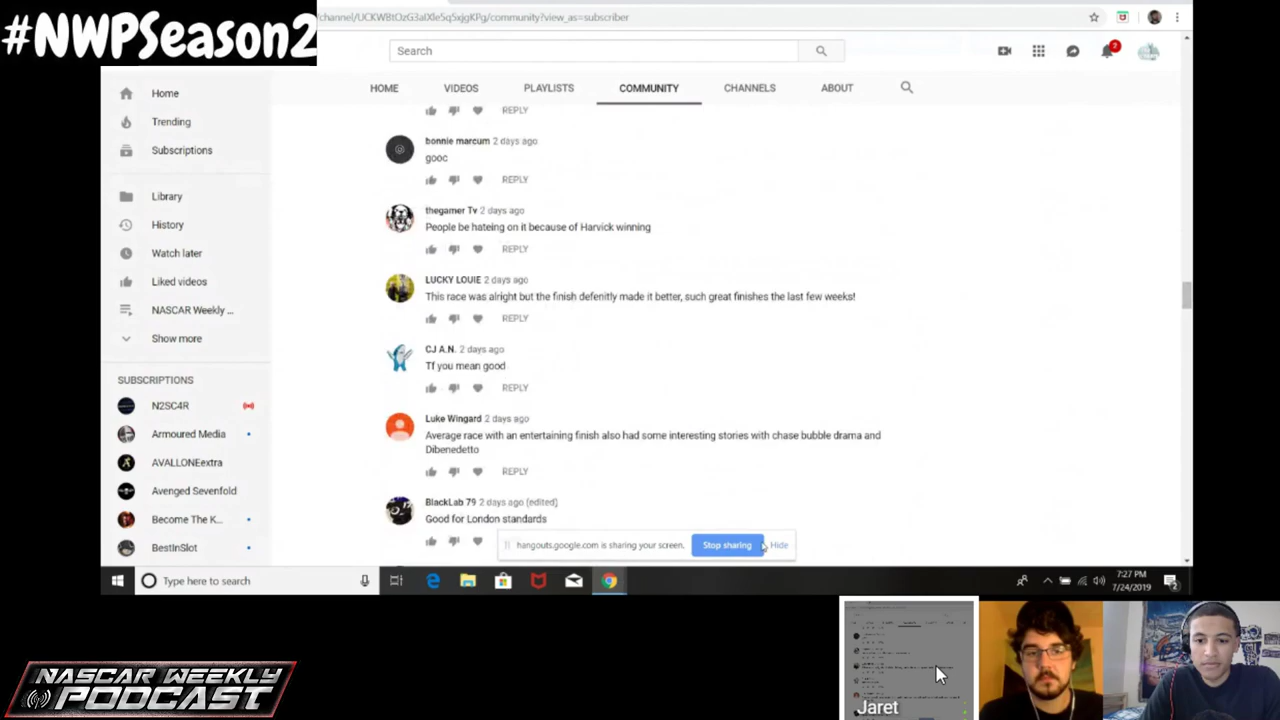 #NWPSeason2
channel/UCKWBtOzG3aIXle5q5xjgKPg/community?view_as=subscriber
Search
2
HOME VIDEOS PLAYLISTS COMMUNITY CHANNELS ABOUT
Home
Trending
Subscriptions
Library
History
Watch later
Liked videos
NASCAR Weekly ...
Show more
SUBSCRIPTIONS
N2SC4R
Armoured Media
AVALLONEextra
Avenged Sevenfold
Become The K...
BestInSlot
REPLY
bonnie marcum 2 days ago
gooc
REPLY
thegamer Tv 2 days ago
People be hateing on it because of Harvick winning
REPLY
LUCKY LOUIE 2 days ago
This race was alright but the finish defenitly made it better, such great finishes the last few weeks!
REPLY
CJ A.N. 2 days ago
Tf you mean good
REPLY
Luke Wingard 2 days ago
Average race with an entertaining finish also had some interesting stories with chase bubble drama and
Dibenedetto
REPLY
BlackLab 79 2 days ago (edited)
Good for London standards
hangouts.google.com is sharing your screen. Stop sharing Hide
Type here to search
7:27 PM
7/24/2019
2
NASCAR WEEKLY
PODCAST
Jaret